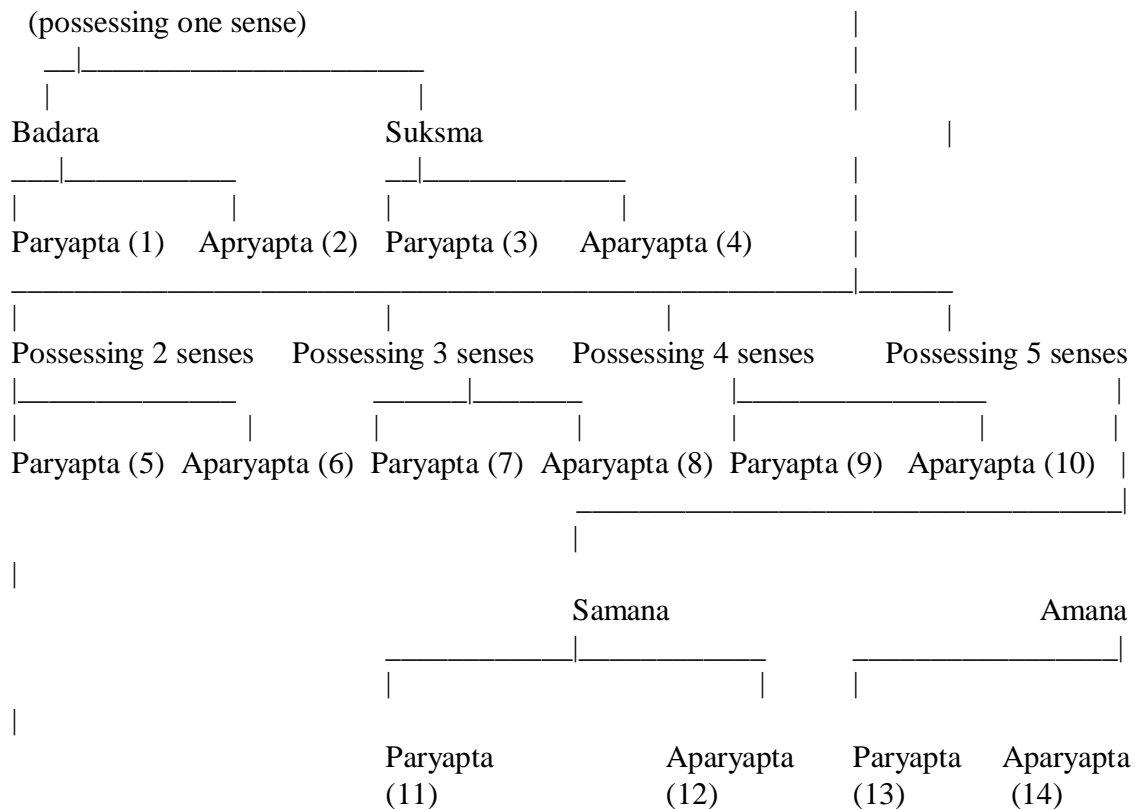 (possessing one sense)
Badara Suksma
Paryapta (1) Apryapta (2) Paryapta (3) Aparyapta (4)
Possessing 2 senses Possessing 3 senses Possessing 4 senses Possessing 5 senses
Paryapta (5) Aparyapta (6) Paryapta (7) Aparyapta (8) Paryapta (9) Aparyapta (10)
Samana Amana
Paryapta Aparyapta Paryapta Aparyapta
(11) (12) (13) (14)